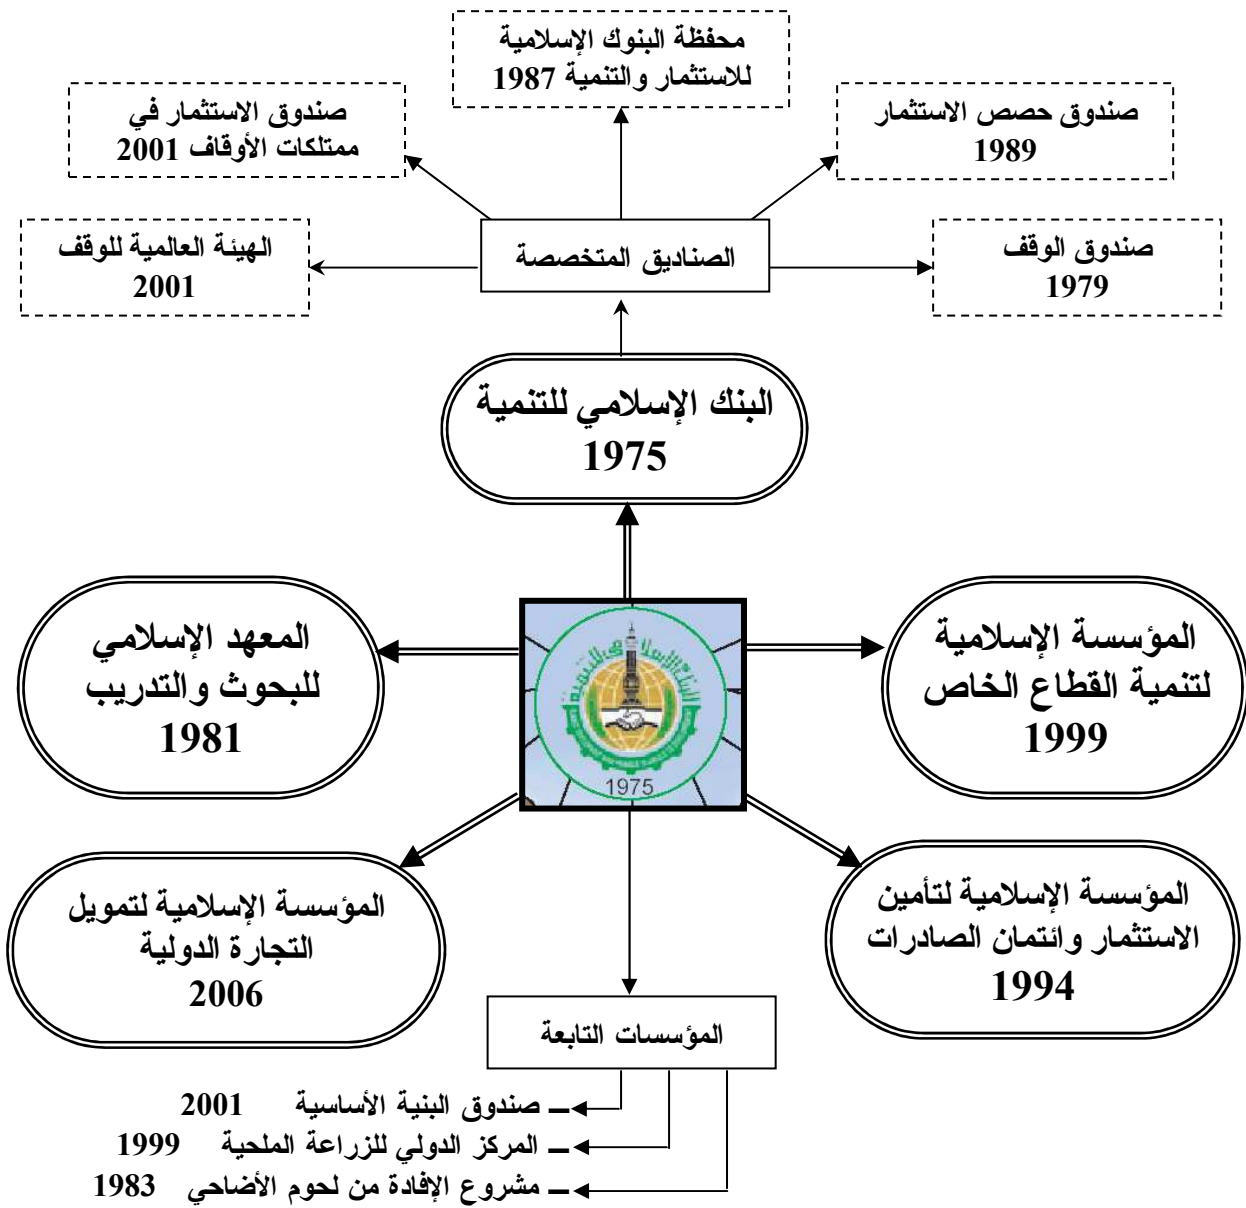 محفظة البنوك الإسلامية
للاستثمار والتنمية 1987
صندوق حصص الاستثمار
1989
صندوق الاستثمار في
ممتلكات الأوقاف 2001
صندوق الوقف
1979
الصناديق المتخصصة
الهيئة العالمية للوقف
2001
البنك الإسلامي للتنمية
1975
المؤسسة الإسلامية
لتنمية القطاع الخاص
1999
المعهد الإسلامي
للبحوث والتدريب
1981
البنك الإسلامي للتنمية
1975
المؤسسة الإسلامية لتأمين
الاستثمار وائتمان الصادرات
1994
المؤسسة الإسلامية لتمويل
التجارة الدولية
2006
المؤسسات التابعة
ـ صندوق البنية الأساسية 2001
ـ المركز الدولي للزراعة الملحية 1999
ـ مشروع الإفادة من لحوم الأضاحي 1983